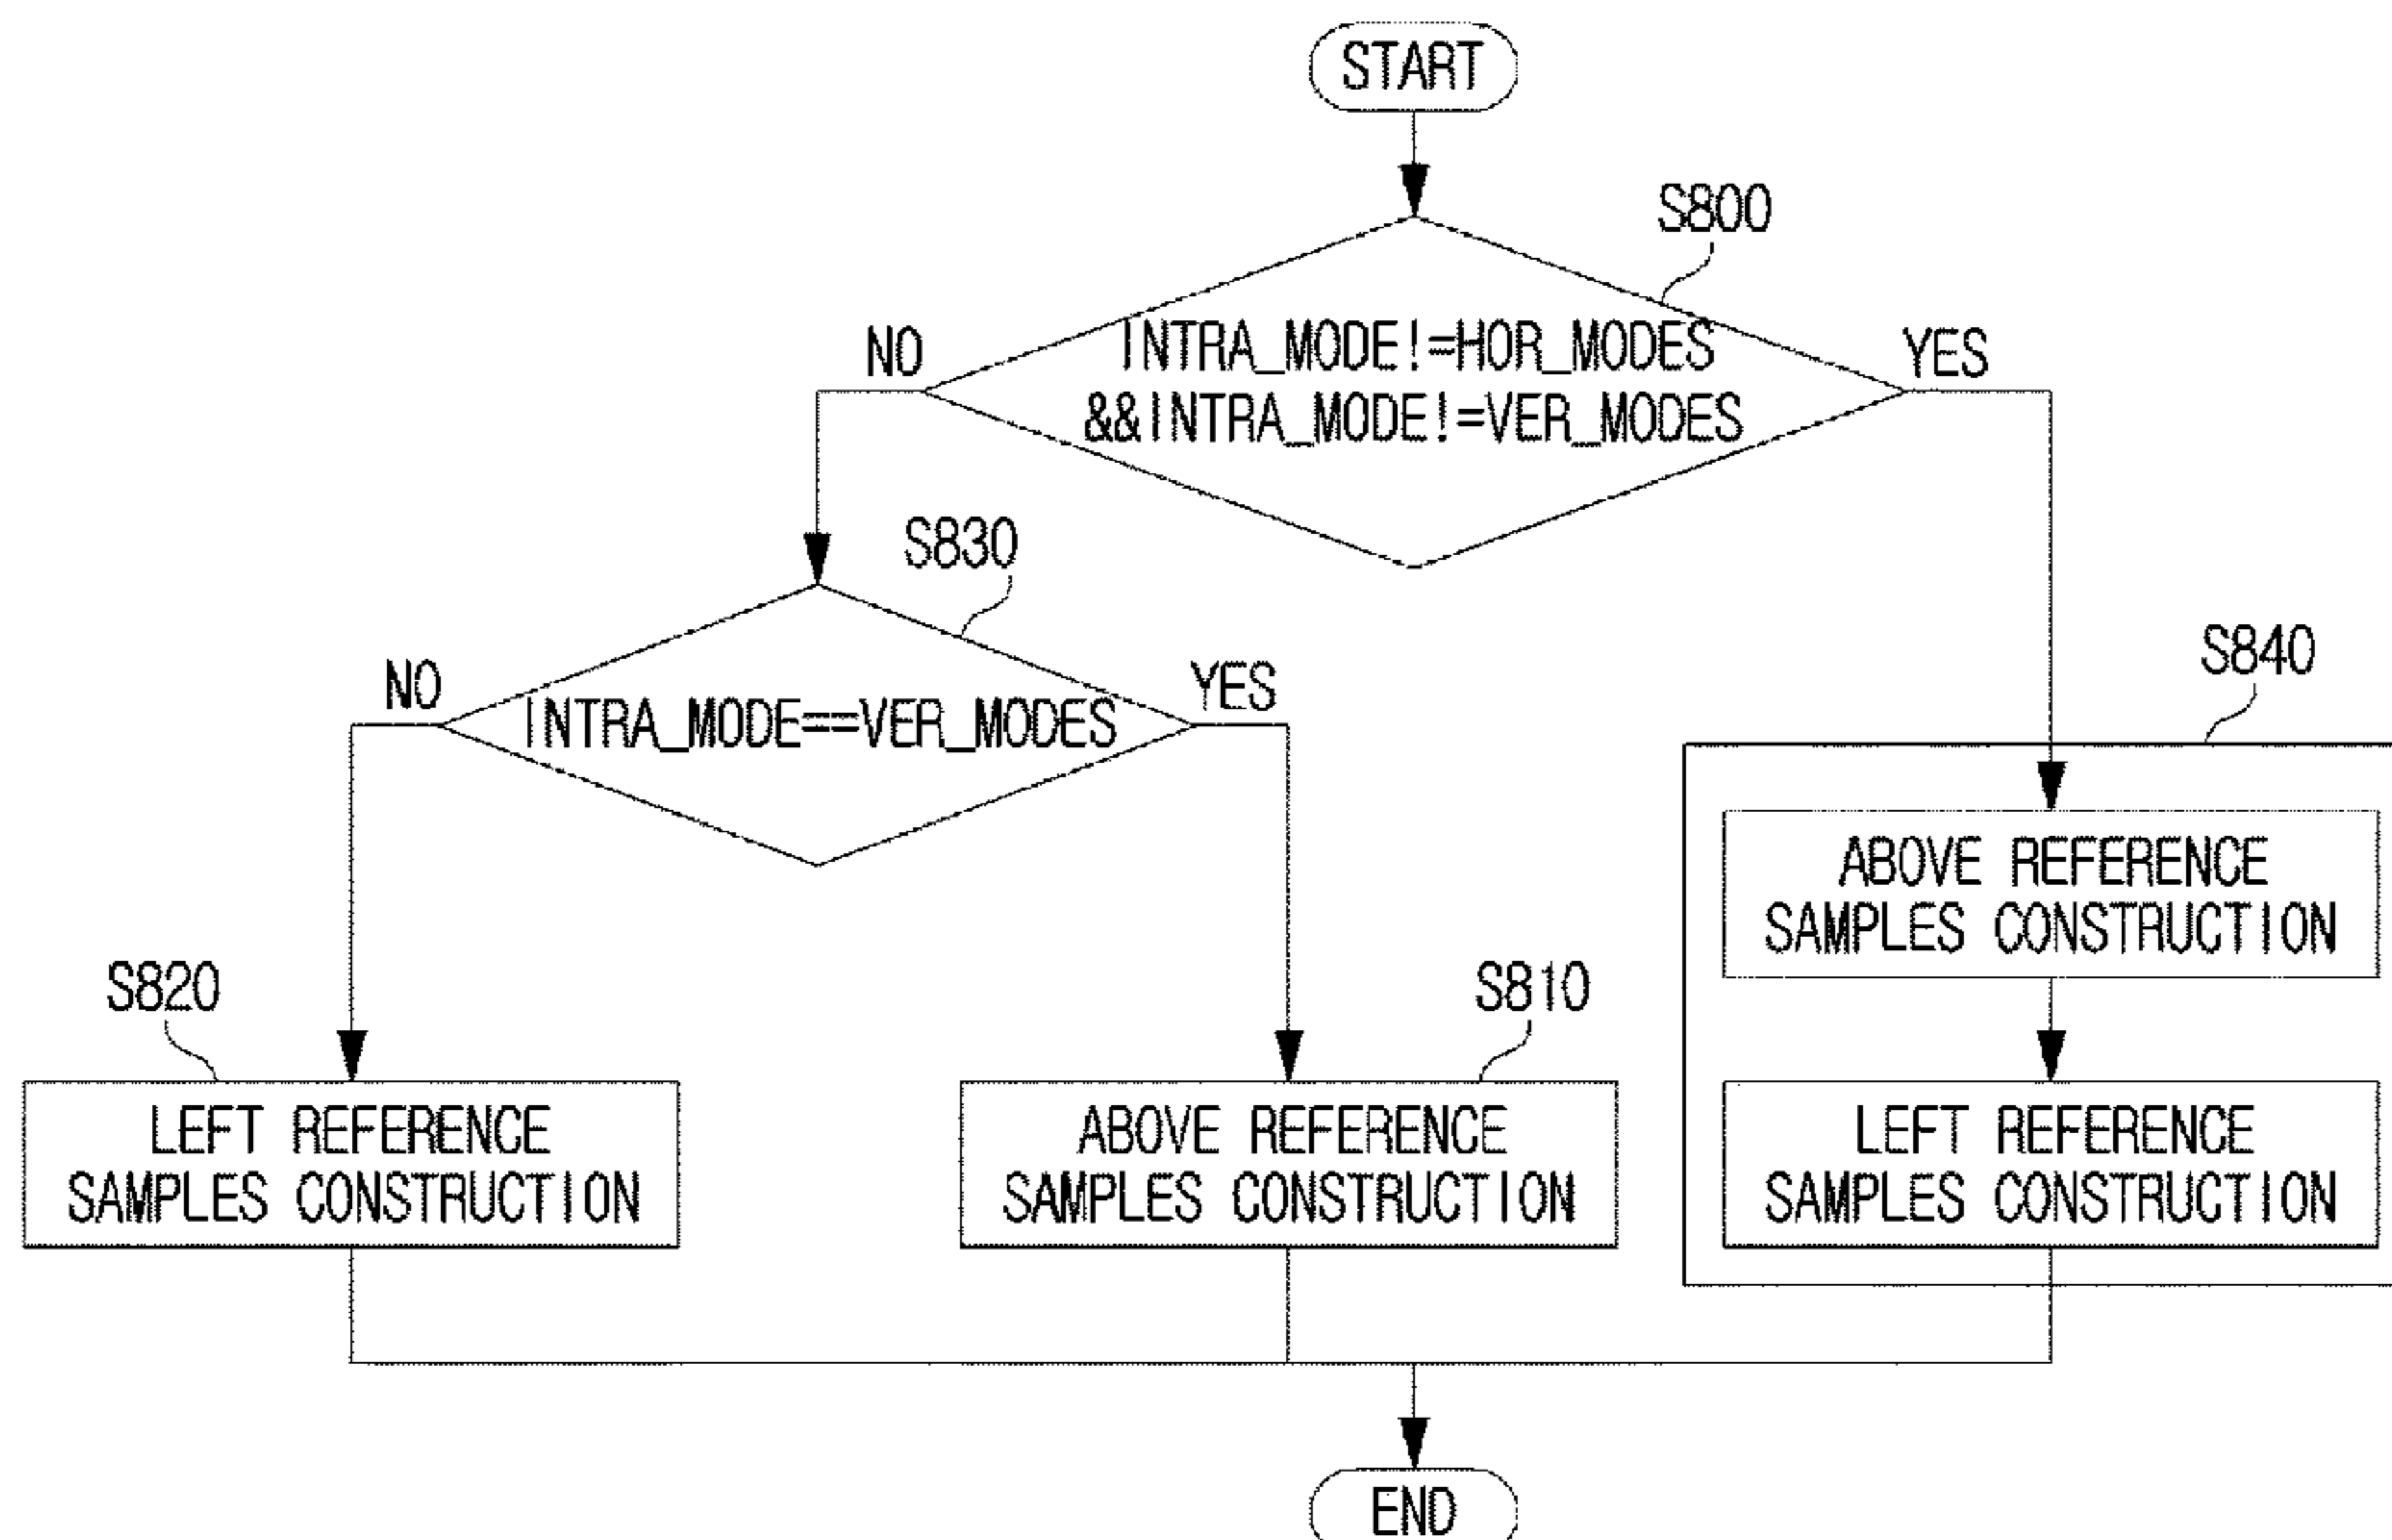 START
S800
INTRA_MODE!=HOR_MODES
&&INTRA_MODE!=VER_MODES
NO
YES
S830
INTRA_MODE==VER_MODES
NO
YES
S840
ABOVE REFERENCE
SAMPLES CONSTRUCTION
S820
LEFT REFERENCE
SAMPLES CONSTRUCTION
S810
ABOVE REFERENCE
SAMPLES CONSTRUCTION
LEFT REFERENCE
SAMPLES CONSTRUCTION
END